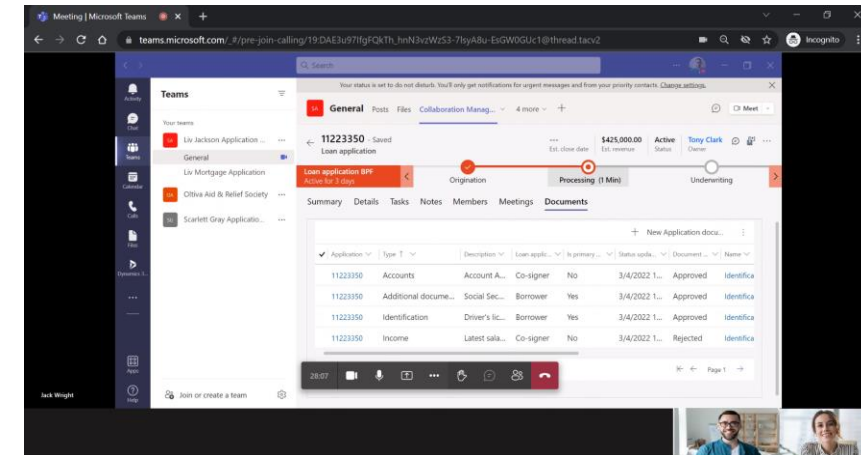 Meeting | Microsoft Teams
teams.microsoft.com/_#/pre-join-calling/19:DAE3u97IfgFQkTh_hnN3vzWzS3-7lsyA8u-EsGW0GUc1@thread.tacv2
Incognito
Search
Your status is set to do not disturb. You'll only get notifications for urgent messages and from your priority contacts. Change settings.
Activity
Chat
Teams
Calendar
Calls
Files
Dynamics 3...
Apps
Help
Teams
Your teams
Liv Jackson Application ...
General
Liv Mortgage Application
Oltiva Aid & Relief Society
Scarlett Gray Applicatio...
Join or create a team
General Posts Files Collaboration Manag... 4 more
Meet
11223350 - Saved
Loan application
---
Est. close date
$425,000.00
Est. revenue
Active
Status
Tony Clark
Owner
Loan application BPF
Active for 3 days
Origination
Processing (1 Min)
Underwriting
Summary Details Tasks Notes Members Meetings Documents
New Application docu...
Application Type Description Loan applic... Is primary ... Status upda... Document ... Name
11223350 Accounts Account A... Co-signer No 3/4/2022 1... Approved Identifica
11223350 Additional docume... Social Sec... Borrower Yes 3/4/2022 1... Approved Identifica
11223350 Identification Driver's lic... Borrower Yes 3/4/2022 1... Approved Identifica
11223350 Income Latest sala... Co-signer No 3/4/2022 1... Rejected Identifica
Page 1
28:07
Jack Wright